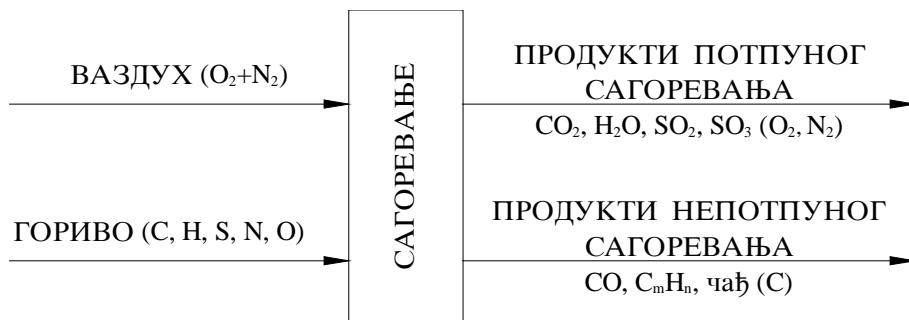 ВАЗДУХ (O₂+N₂)
ГОРИВО (C, H, S, N, O)
САГОРЕВАЊЕ
ПРОДУКТИ ПОТПУНОГ
САГОРЕВАЊА
CO₂, H₂O, SO₂, SO₃ (O₂, N₂)
ПРОДУКТИ НЕПОТПУНОГ
САГОРЕВАЊА
CO, CₘHₙ, чађ (C)